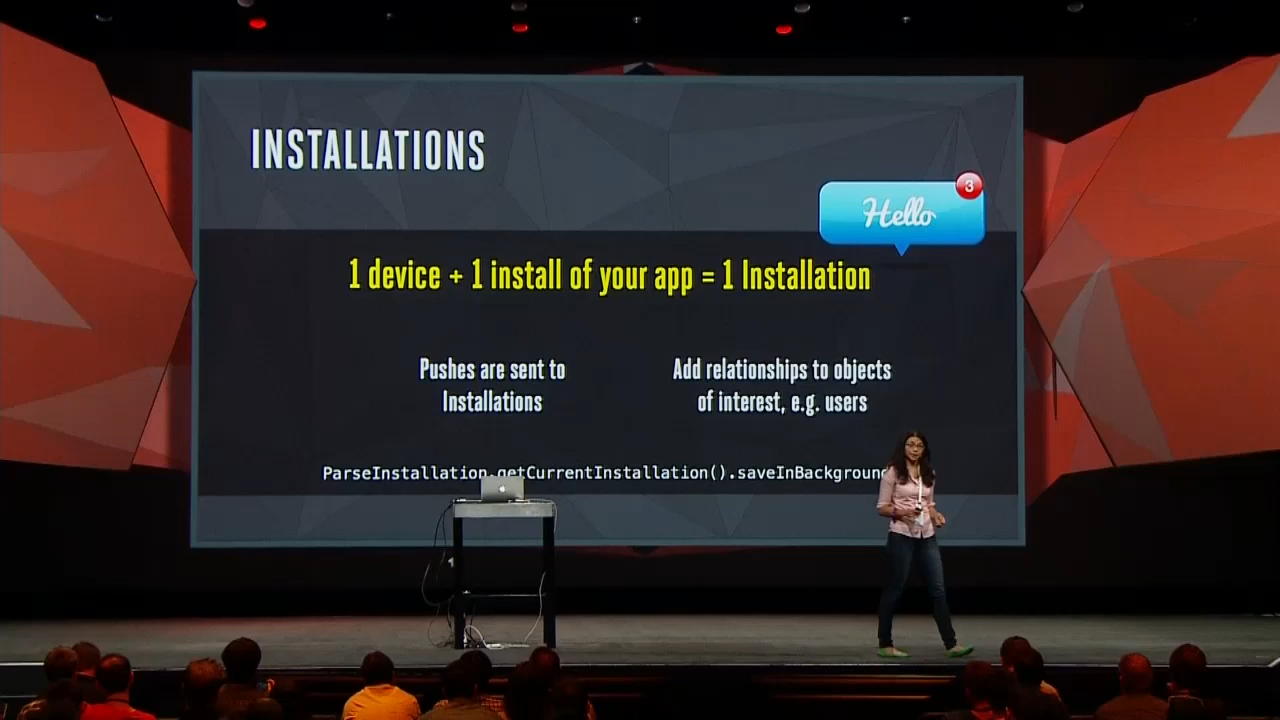 INSTALLATIONS
3
Hello
1 device + 1 install of your app = 1 Installation
Pushes are sent to
Installations
Add relationships to objects
of interest, e.g. users
ParseInstallation.getCurrentInstallation().saveInBackground